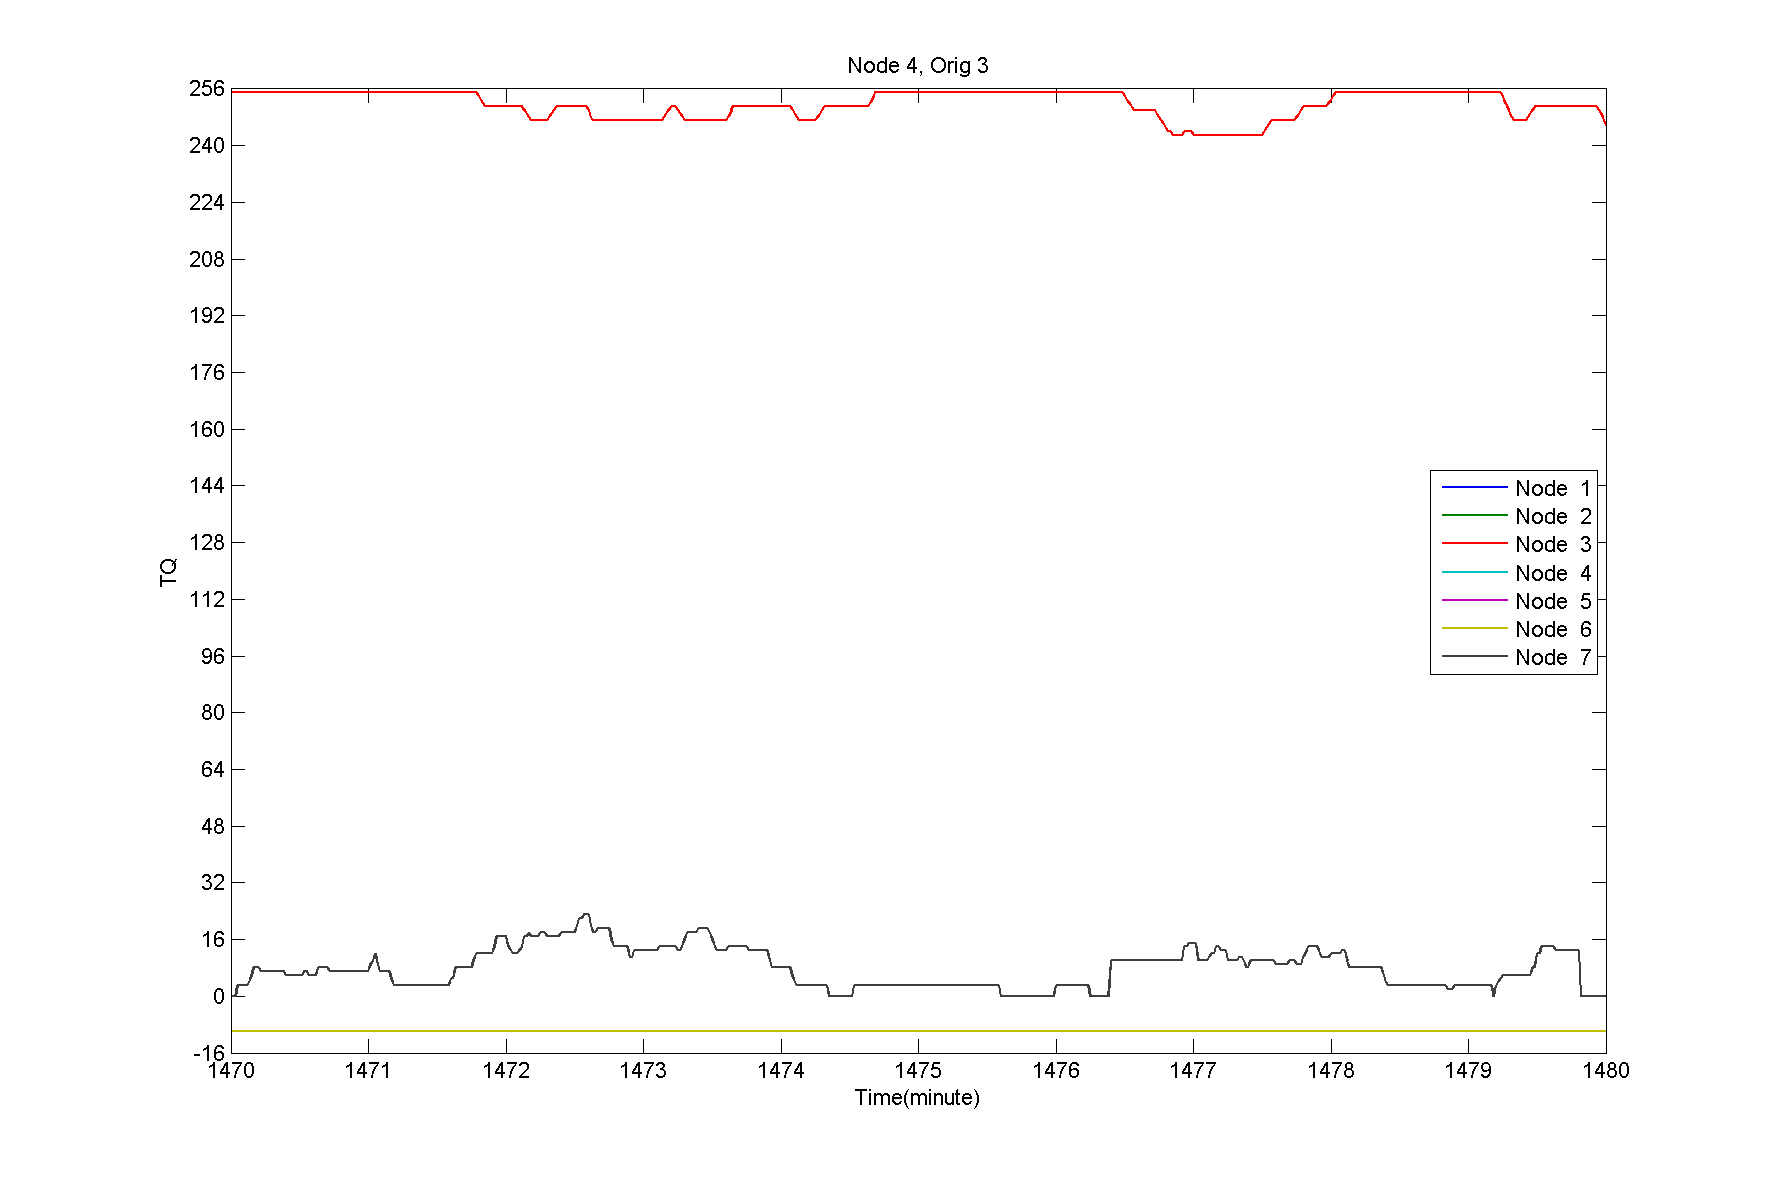 Node 4, Orig 3
256
240
224
208
192
176
160
144
128
112
96
80
64
48
32
16
0
-16
TQ
Node 1
Node 2
Node 3
Node 4
Node 5
Node 6
Node 7
1470 1471 1472 1473 1474 1475 1476 1477 1478 1479 1480
Time(minute)